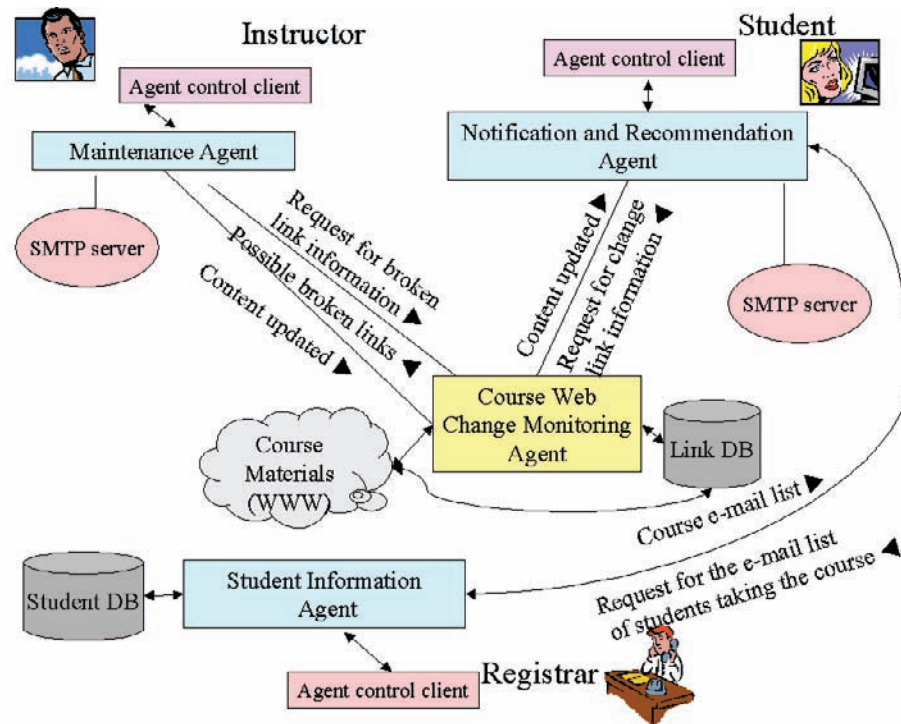 Instructor
Student
Agent control client
Agent control client
Maintenance Agent
Notification and Recommendation
Agent
SMTP server
SMTP server
Request for broken
link information
Possible broken links
Content updated
Content updated
Request for change
link information
Course Web
Change Monitoring
Agent
Link DB
Course
Materials
(WWW)
Course e-mail list
Request for the e-mail list
of students taking the course
Student DB
Student Information
Agent
Agent control client
Registrar